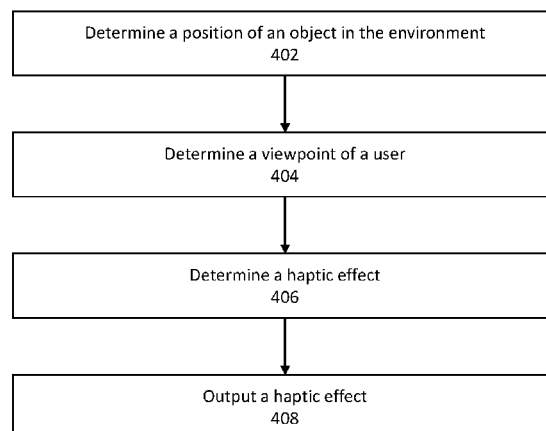 Determine a position of an object in the environment
402
Determine a viewpoint of a user
404
Determine a haptic effect
406
Output a haptic effect
408